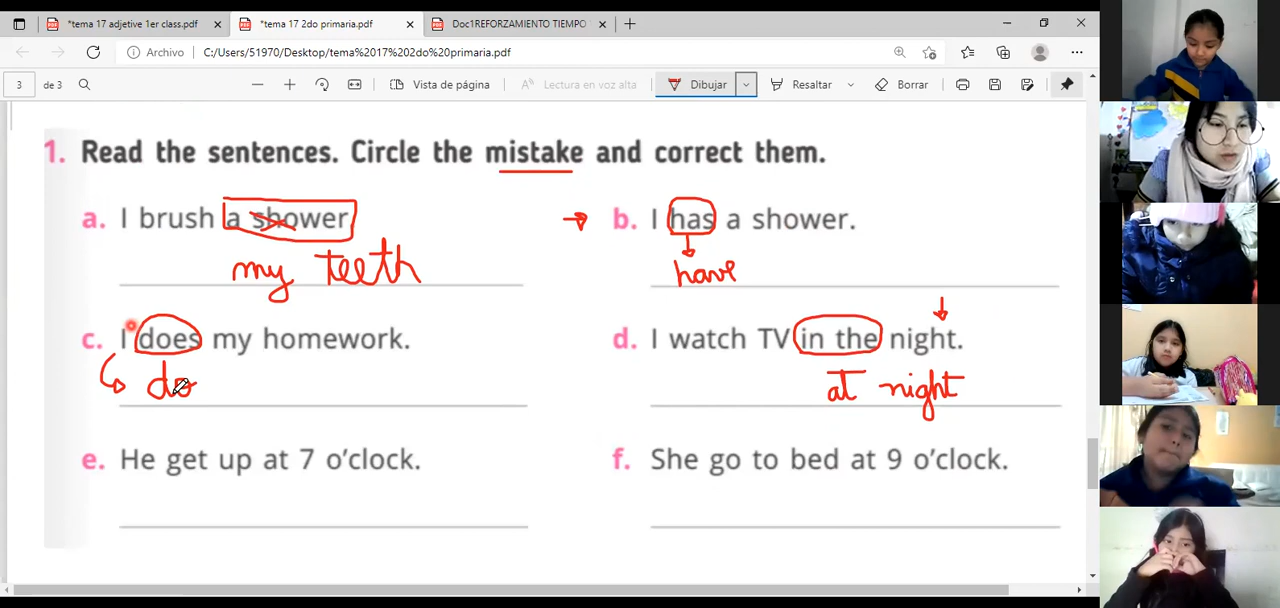 *tema 17 adjetive 1er class.pdf
*tema 17 2do primaria.pdf
Doc1REFORZAMIENTO TIEMPO
Archivo
C:/Users/51970/Desktop/tema%2017%202do%20primaria.pdf
3 de 3
Vista de página
Lectura en voz alta
Dibujar
Resaltar
Borrar
1. Read the sentences. Circle the mistake and correct them.
a. I brush a shower
my teeth
b. I has a shower.
have
c. I does my homework.
do
d. I watch TV in the night.
at night
e. He get up at 7 o'clock.
f. She go to bed at 9 o'clock.